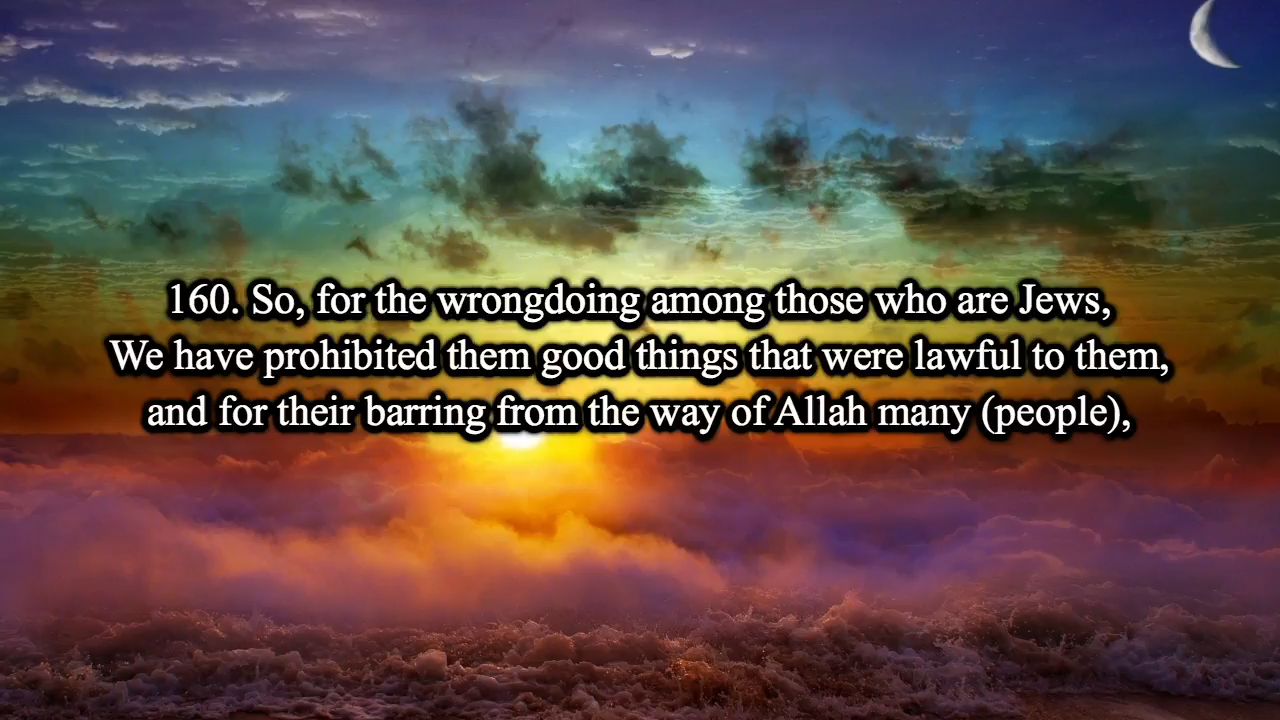 160. So, for the wrongdoing among those who are Jews,
We have prohibited them good things that were lawful to them,
and for their barring from the way of Allah many (people),